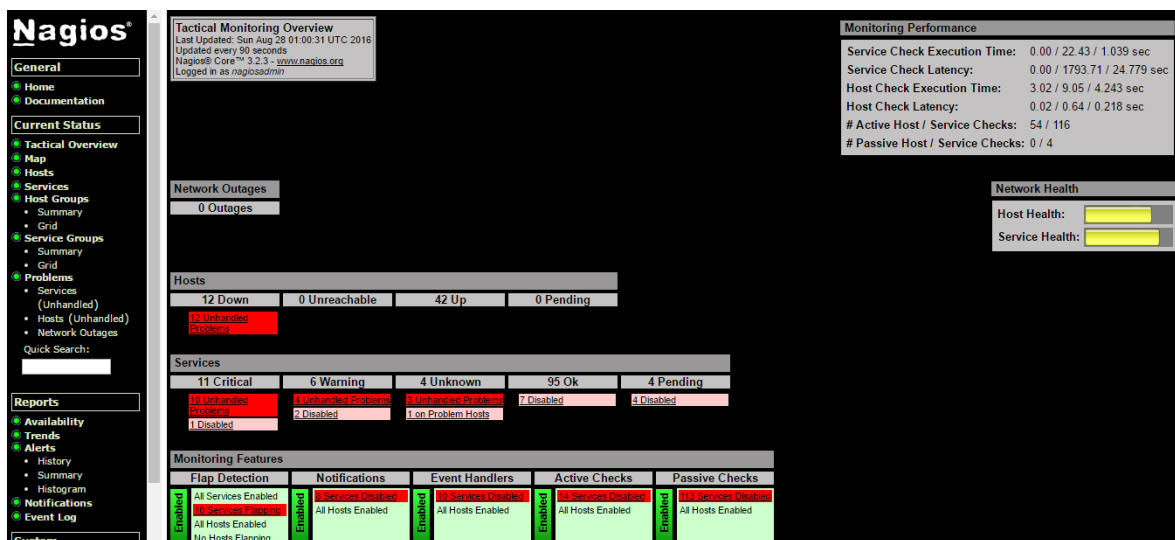 Nagios®
General
Home
Documentation
Current Status
Tactical Overview
Map
Hosts
Services
Host Groups
Summary
Grid
Service Groups
Summary
Grid
Problems
Services
(Unhandled)
Hosts (Unhandled)
Network Outages
Quick Search:
Reports
Availability
Trends
Alerts
History
Summary
Histogram
Notifications
Event Log
Tactical Monitoring Overview
Last Updated: Sun Aug 28 01:00:31 UTC 2016
Updated every 90 seconds
Nagios® Core™ 3.2.3 - www.nagios.org
Logged in as nagiosadmin
Monitoring Performance
Service Check Execution Time: 0.00 / 22.43 / 1.039 sec
Service Check Latency: 0.00 / 1793.71 / 24.779 sec
Host Check Execution Time: 3.02 / 9.05 / 4.243 sec
Host Check Latency: 0.02 / 0.64 / 0.218 sec
# Active Host / Service Checks: 54 / 116
# Passive Host / Service Checks: 0 / 4
Network Outages
0 Outages
Network Health
Host Health:
Service Health:
Hosts
12 Down 0 Unreachable 42 Up 0 Pending
12 Unhandled
Problems
Services
11 Critical 6 Warning 4 Unknown 95 Ok 4 Pending
10 Unhandled
Problems
1 Disabled
4 Unhandled Problems
2 Disabled
3 Unhandled Problems
1 on Problem Hosts
7 Disabled
4 Disabled
Monitoring Features
Flap Detection Notifications Event Handlers Active Checks Passive Checks
Enabled
All Services Enabled
10 Services Flapping
All Hosts Enabled
No Hosts Flapping
Enabled
8 Services Disabled
All Hosts Enabled
Enabled
10 Services Disabled
All Hosts Enabled
Enabled
14 Services Disabled
All Hosts Enabled
Enabled
113 Services Disabled
All Hosts Enabled